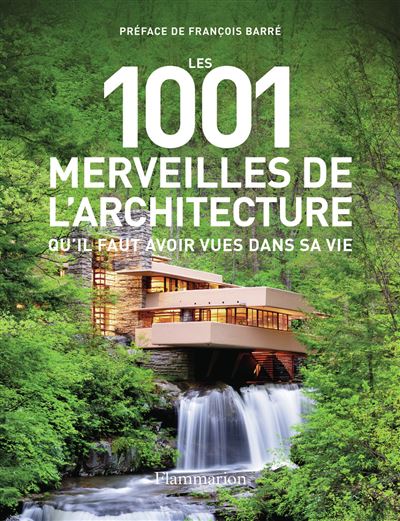 PRÉFACE DE FRANÇOIS BARRÉ
LES
1001
MERVEILLES DE
L'ARCHITECTURE
QU'IL FAUT AVOIR VUES DANS SA VIE
Flammarion